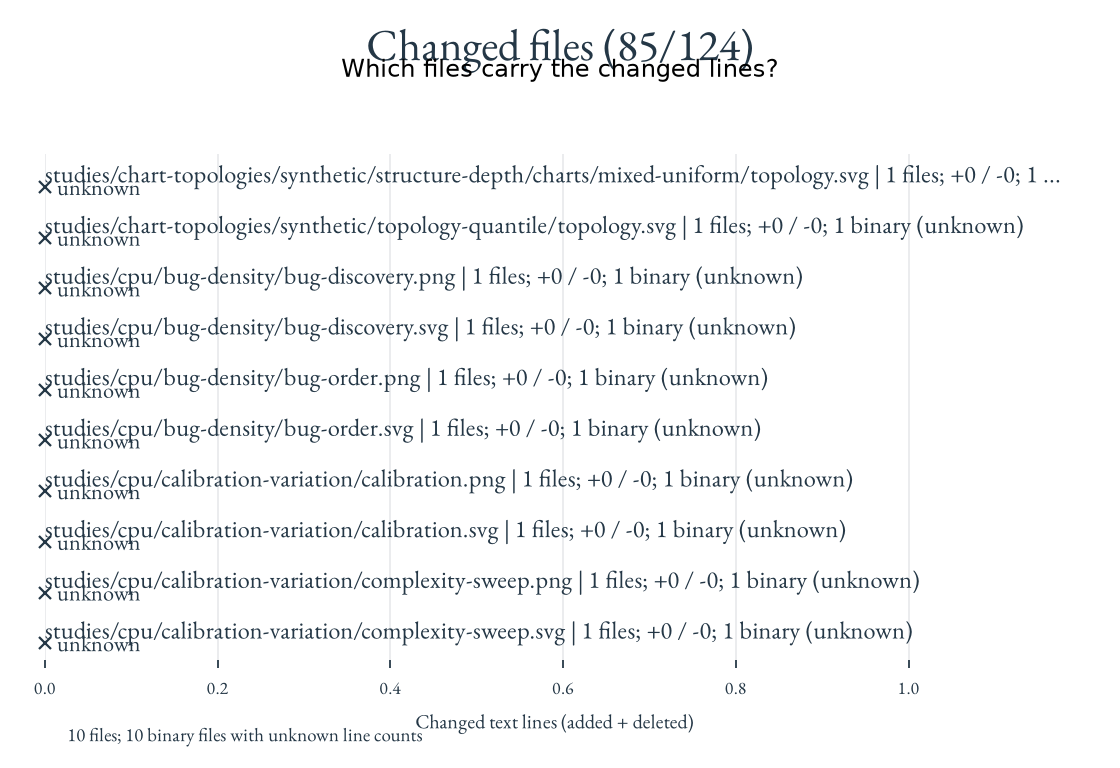 Changed files (85/124)
Which files carry the changed lines?
studies/chart-topologies/synthetic/structure-depth/charts/mixed-uniform/topology.svg | 1 files; +0 / -0; 1 ...
unknown
studies/chart-topologies/synthetic/topology-quantile/topology.svg | 1 files; +0 / -0; 1 binary (unknown)
unknown
studies/cpu/bug-density/bug-discovery.png | 1 files; +0 / -0; 1 binary (unknown)
unknown
studies/cpu/bug-density/bug-discovery.svg | 1 files; +0 / -0; 1 binary (unknown)
unknown
studies/cpu/bug-density/bug-order.png | 1 files; +0 / -0; 1 binary (unknown)
unknown
studies/cpu/bug-density/bug-order.svg | 1 files; +0 / -0; 1 binary (unknown)
unknown
studies/cpu/calibration-variation/calibration.png | 1 files; +0 / -0; 1 binary (unknown)
unknown
studies/cpu/calibration-variation/calibration.svg | 1 files; +0 / -0; 1 binary (unknown)
unknown
studies/cpu/calibration-variation/complexity-sweep.png | 1 files; +0 / -0; 1 binary (unknown)
unknown
studies/cpu/calibration-variation/complexity-sweep.svg | 1 files; +0 / -0; 1 binary (unknown)
unknown
0.0 0.2 0.4 0.6 0.8 1.0
Changed text lines (added + deleted)
10 files; 10 binary files with unknown line counts